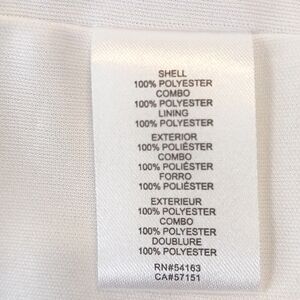 SHELL
100% POLYESTER
COMBO
100% POLYESTER
LINING
100% POLYESTER
EXTERIOR
100% POLIÉSTER
COMBO
100% POLIÉSTER
FORRO
100% POLIÉSTER
EXTERIEUR
100% POLYESTER
COMBO
100% POLYESTER
DOUBLURE
100% POLYESTER
RN#54163
CA#57151